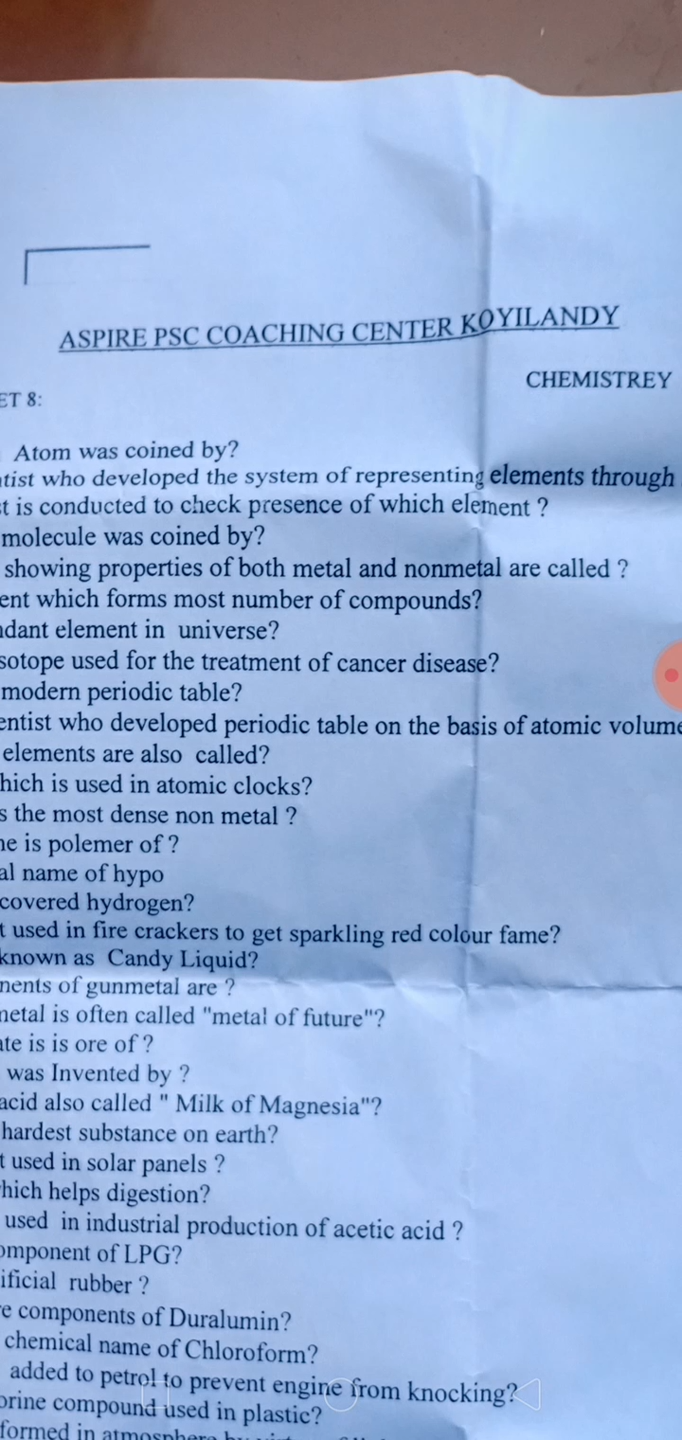 ASPIRE PSC COACHING CENTER KOYILANDY
CHEMISTREY
ET 8:
Atom was coined by?
tist who developed the system of representing elements through
t is conducted to check presence of which element ?
molecule was coined by?
showing properties of both metal and nonmetal are called ?
ent which forms most number of compounds?
dant element in universe?
sotope used for the treatment of cancer disease?
modern periodic table?
entist who developed periodic table on the basis of atomic volume
elements are also called?
hich is used in atomic clocks?
s the most dense non metal ?
ne is polemer of ?
al name of hypo
covered hydrogen?
t used in fire crackers to get sparkling red colour fame?
known as Candy Liquid?
nents of gunmetal are ?
netal is often called "metal of future"?
ate is is ore of ?
was Invented by ?
acid also called " Milk of Magnesia"?
hardest substance on earth?
t used in solar panels ?
hich helps digestion?
used in industrial production of acetic acid ?
omponent of LPG?
ificial rubber ?
e components of Duralumin?
chemical name of Chloroform?
added to petrol to prevent engine from knocking?
orine compound used in plastic?
formed in atmosphere